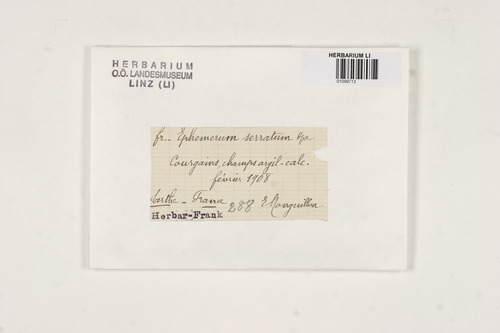 HERBARIUM
O.Ö. LANDESMUSEUM
LINZ (LI)
HERBARIUM LI
fr.. Ephemerum serratum
Courgains, champs argil-calc.
février 1908
Sarthe - France 288 E Monguillon
Herbar-Frank